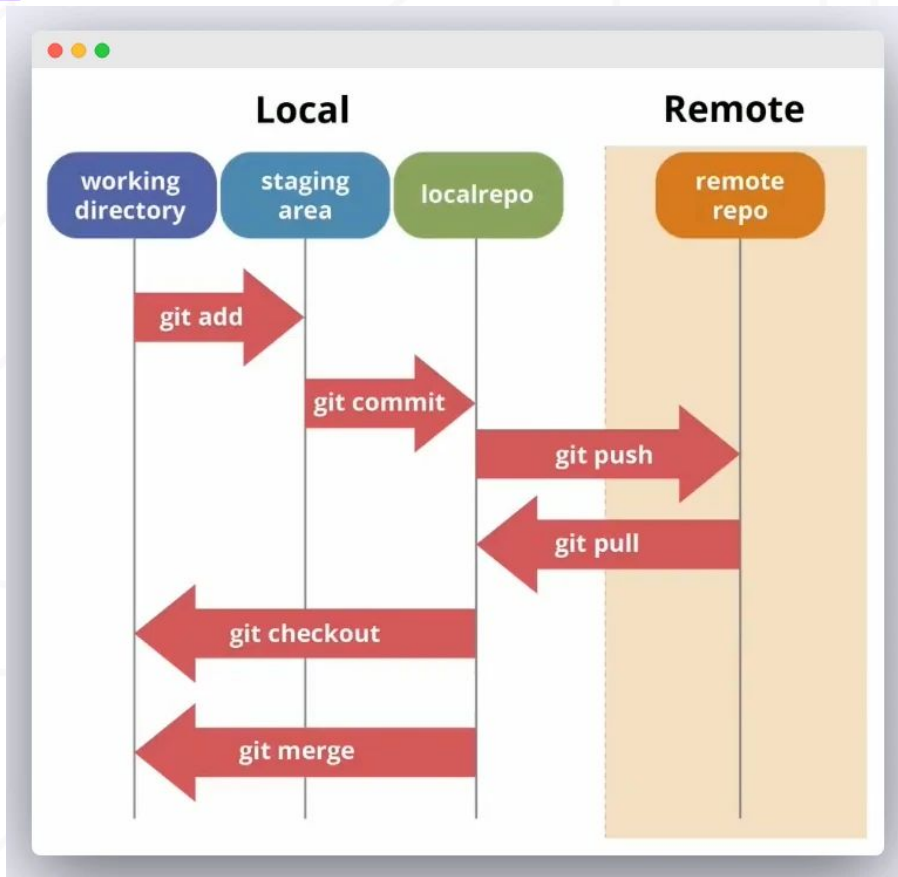 Local
Remote
working
directory
staging
area
localrepo
remote
repo
git add
git commit
git push
git pull
git checkout
git merge